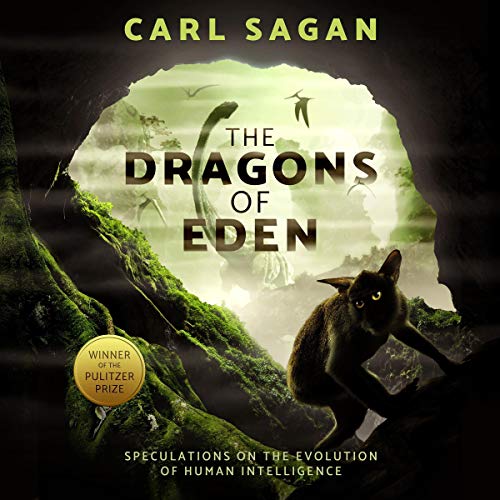 CARL SAGAN
THE
DRAGONS
OF
EDEN
WINNER
OF THE
PULITZER
PRIZE
SPECULATIONS ON THE EVOLUTION
OF HUMAN INTELLIGENCE